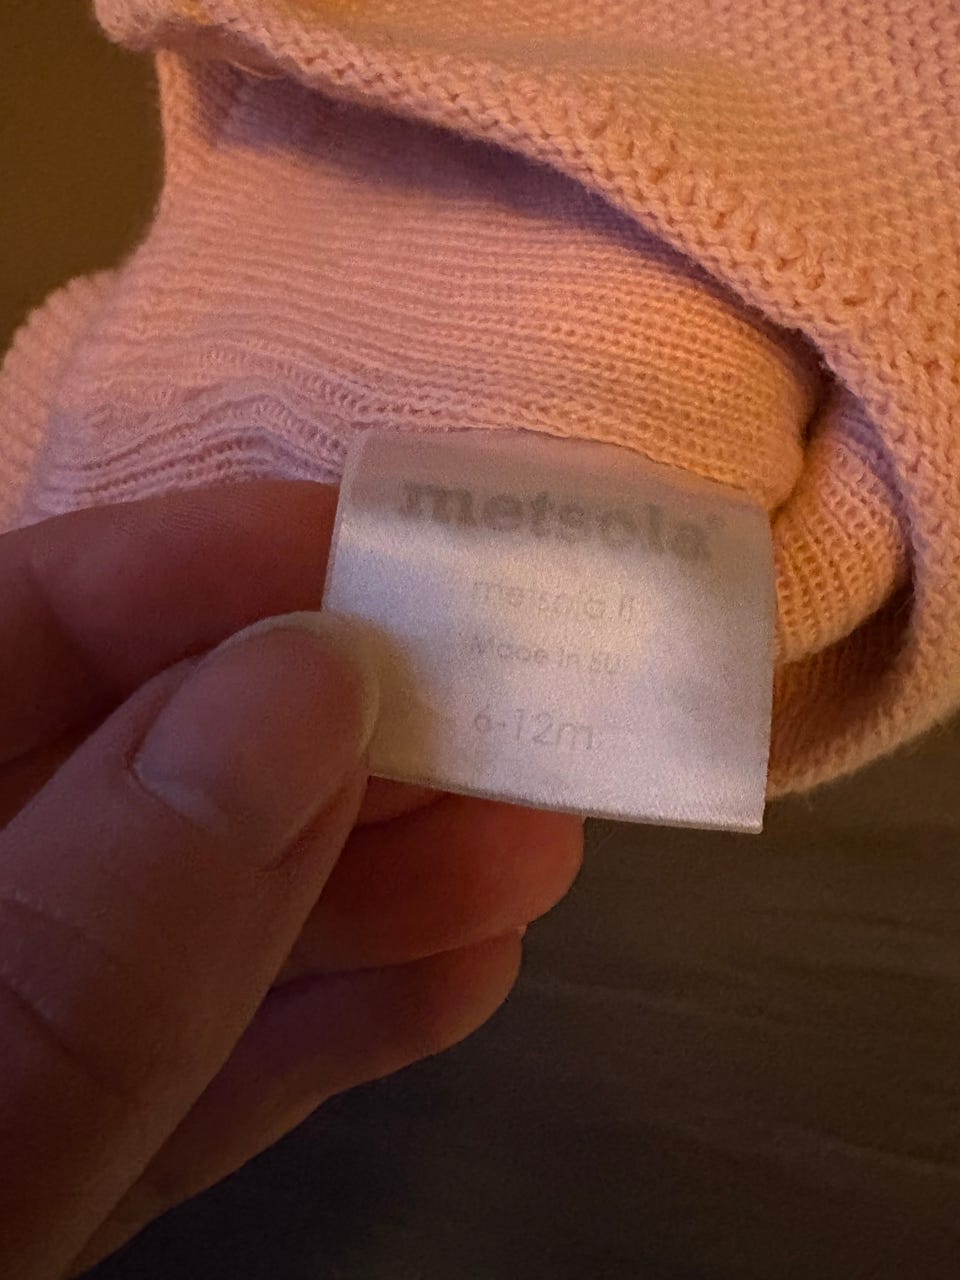 metsola®
metsola.fi
Made in EU
6-12m